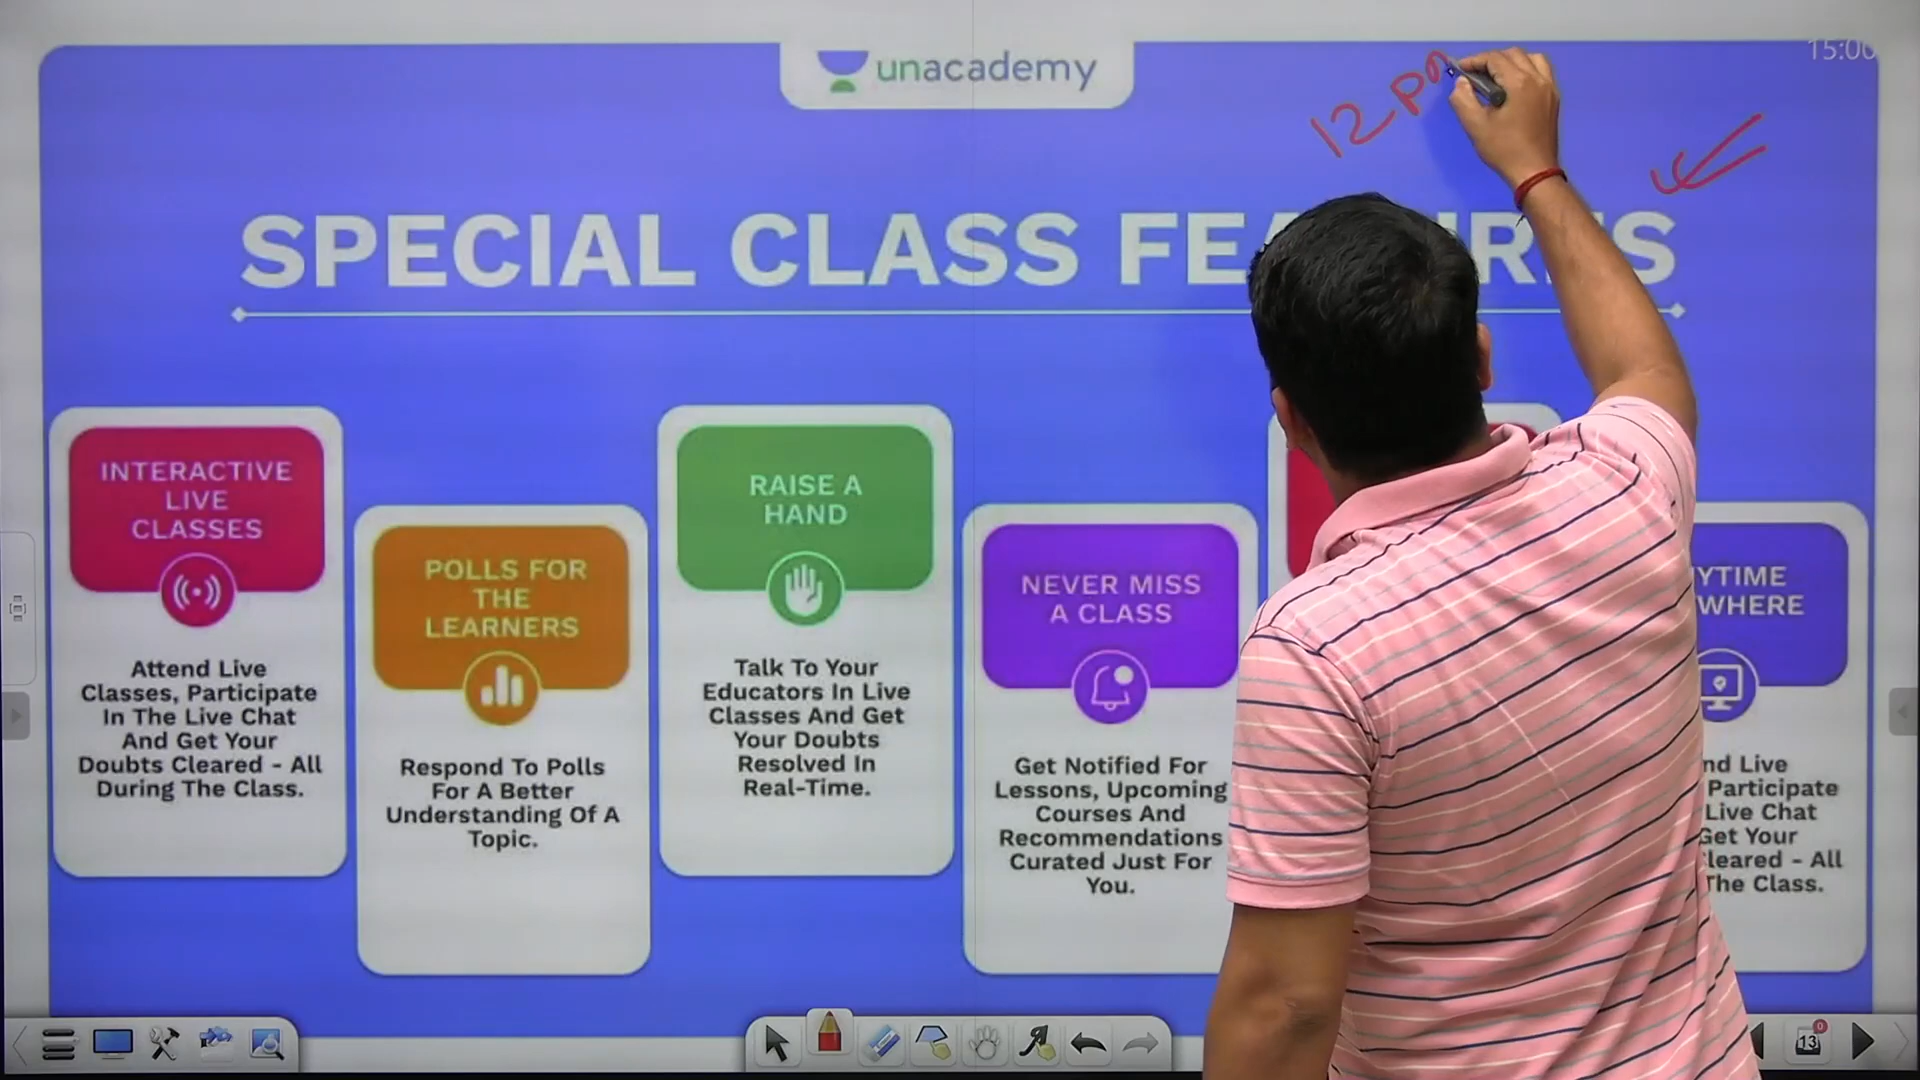 unacademy
15:00
12 pm
SPECIAL CLASS FEA
RES
INTERACTIVE
LIVE
CLASSES
Attend Live
Classes, Participate
In The Live Chat
And Get Your
Doubts Cleared - All
During The Class.
POLLS FOR
THE
LEARNERS
Respond To Polls
For A Better
Understanding Of A
Topic.
RAISE A
HAND
Talk To Your
Educators In Live
Classes And Get
Your Doubts
Resolved In
Real-Time.
NEVER MISS
A CLASS
Get Notified For
Lessons, Upcoming
Courses And
Recommendations
Curated Just For
You.
YTIME
WHERE
nd Live
Participate
Live Chat
Get Your
leared - All
The Class.
13
0